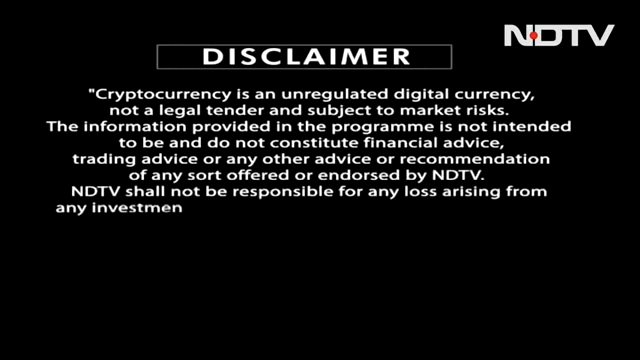 NDTV
DISCLAIMER
"Cryptocurrency is an unregulated digital currency,
not a legal tender and subject to market risks.
The information provided in the programme is not intended
to be and do not constitute financial advice,
trading advice or any other advice or recommendation
of any sort offered or endorsed by NDTV.
NDTV shall not be responsible for any loss arising from
any investmen